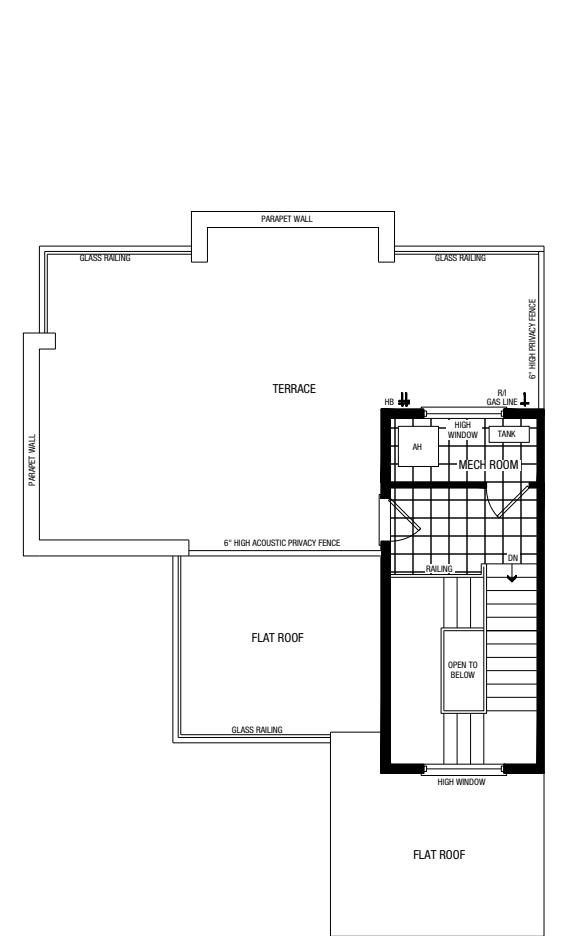 PARAPET WALL
GLASS RAILING
GLASS RAILING
6" HIGH PRIVACY FENCE
TERRACE
R/I
HB
GAS LINE
HIGH
WINDOW
TANK
AH
MECH ROOM
PARAPET WALL
6" HIGH ACOUSTIC PRIVACY FENCE
DN
RAILING
FLAT ROOF
OPEN TO
BELOW
GLASS RAILING
HIGH WINDOW
FLAT ROOF